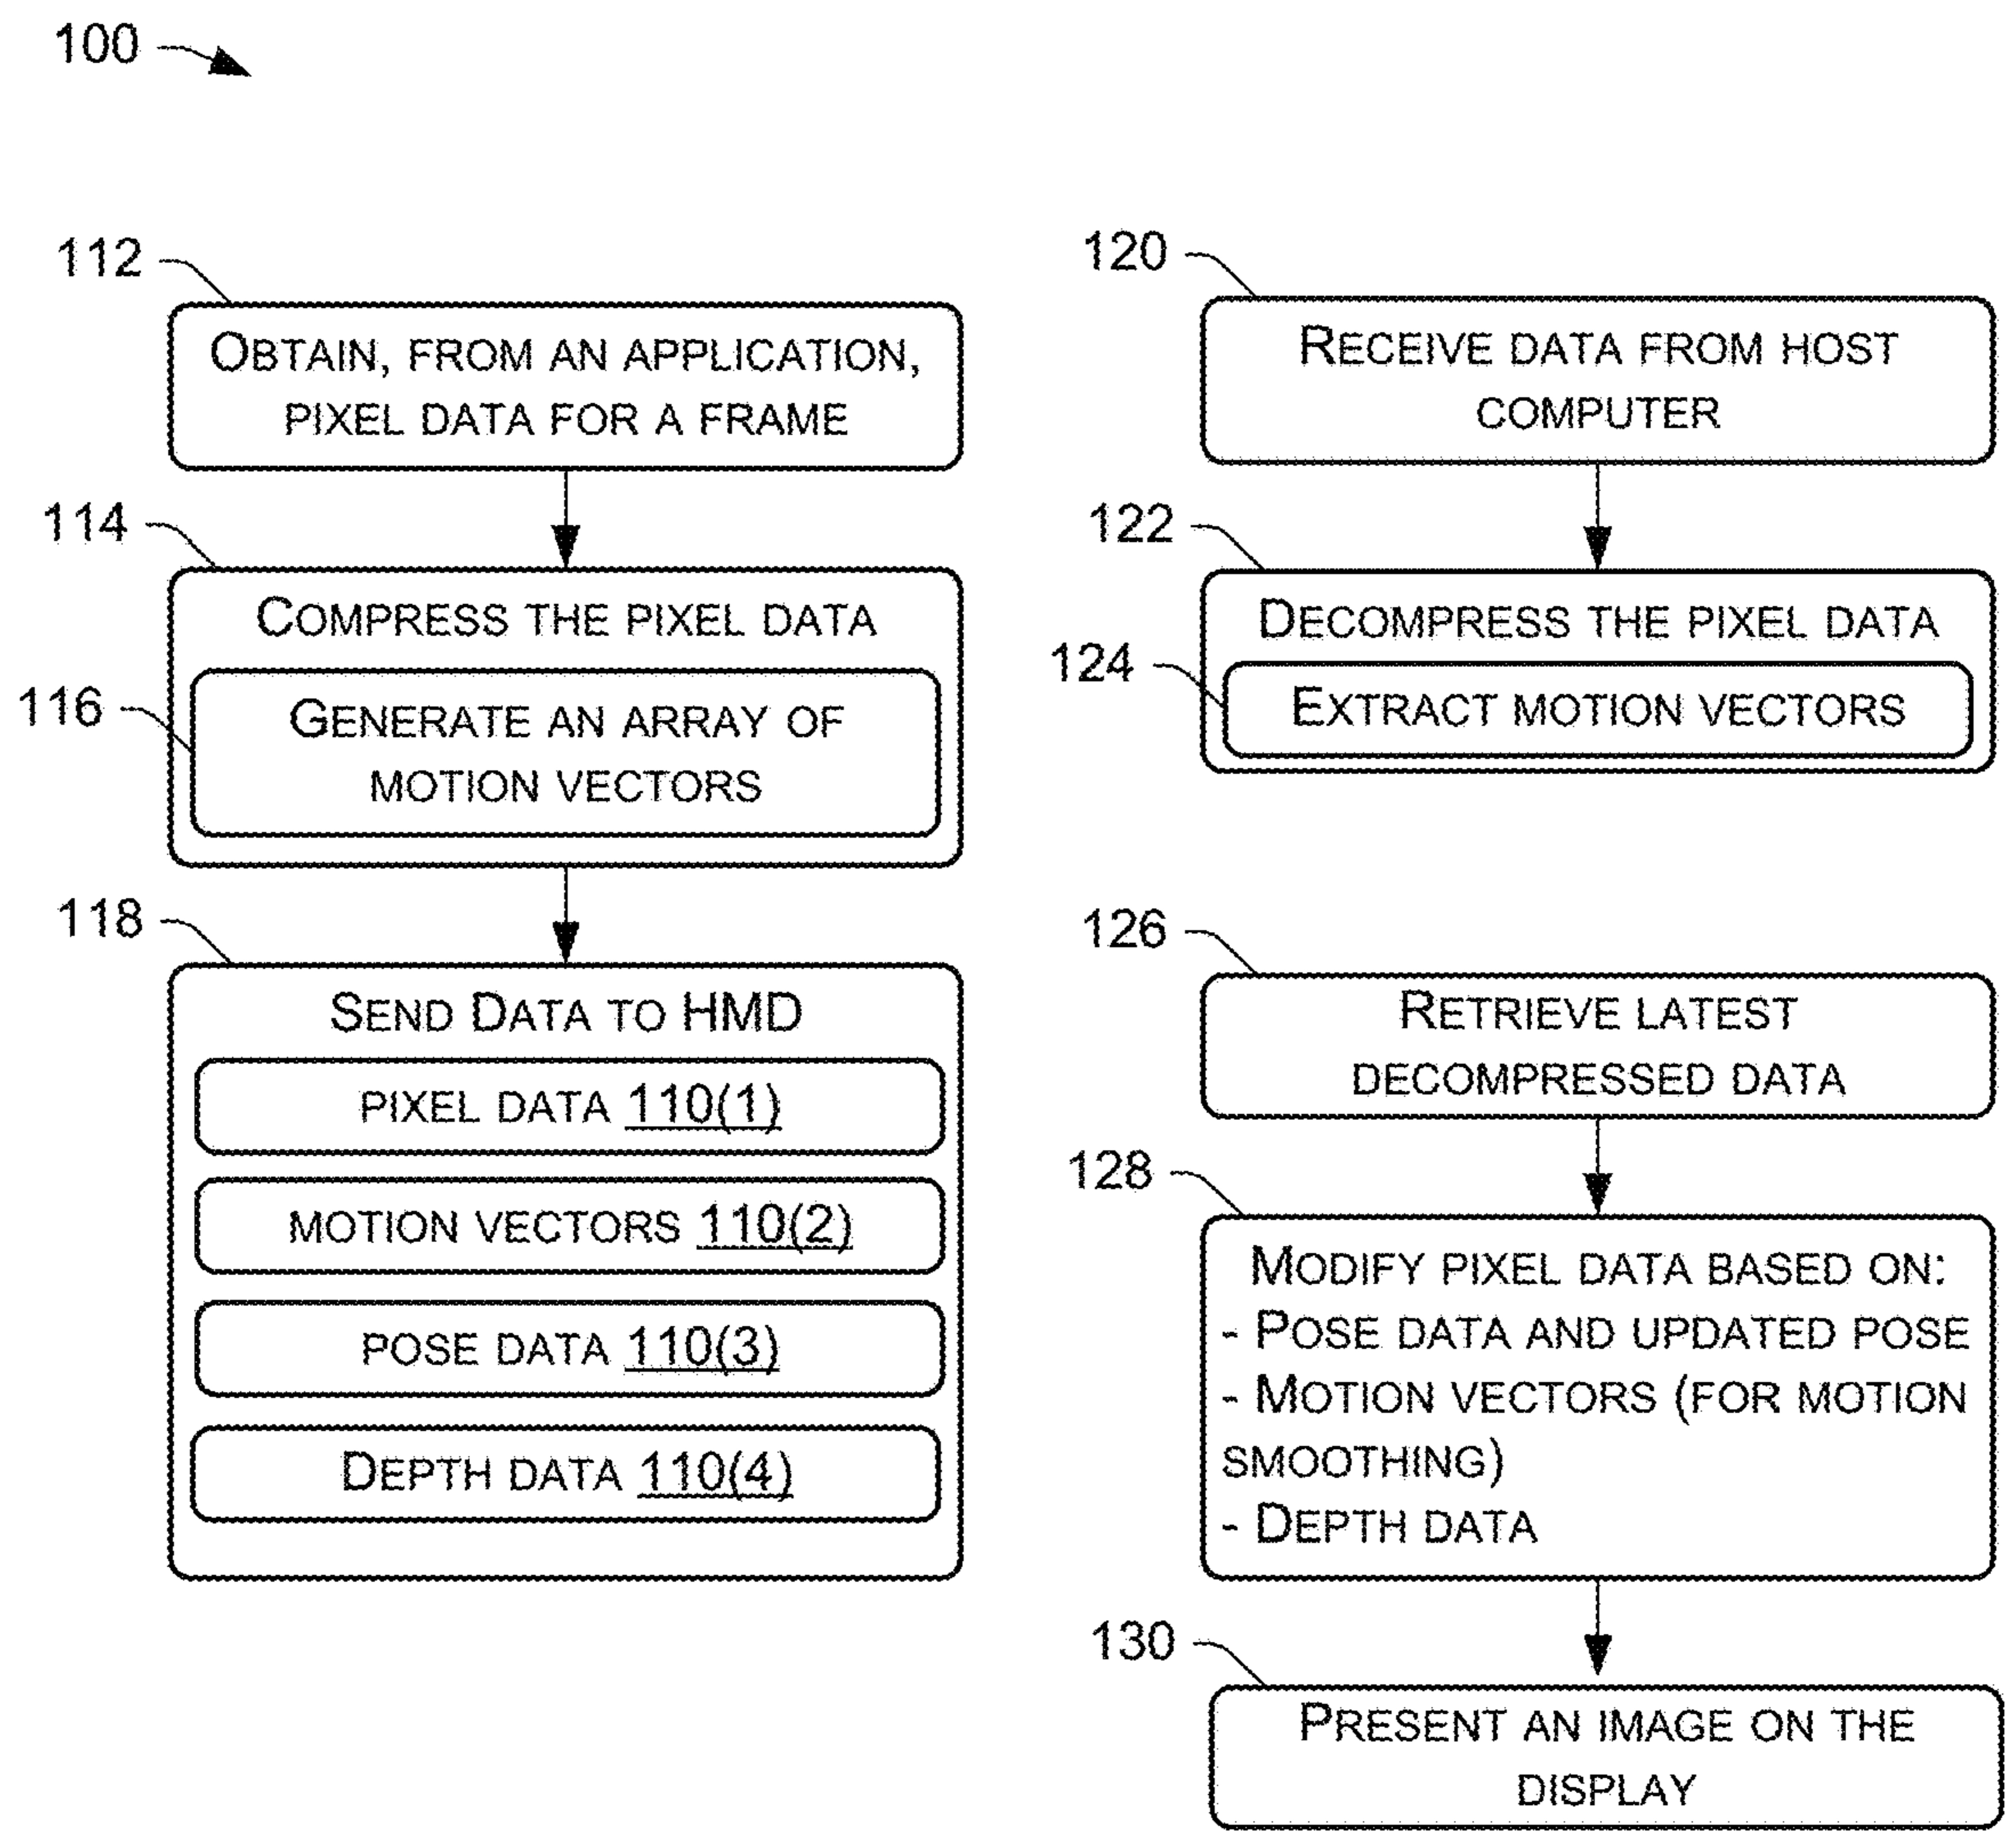 100
112
OBTAIN, FROM AN APPLICATION,
PIXEL DATA FOR A FRAME
114
COMPRESS THE PIXEL DATA
116
GENERATE AN ARRAY OF
MOTION VECTORS
118
SEND DATA TO HMD
PIXEL DATA 110(1)
MOTION VECTORS 110(2)
POSE DATA 110(3)
DEPTH DATA 110(4)
120
RECEIVE DATA FROM HOST
COMPUTER
122
DECOMPRESS THE PIXEL DATA
124
EXTRACT MOTION VECTORS
126
RETRIEVE LATEST
DECOMPRESSED DATA
128
MODIFY PIXEL DATA BASED ON:
- POSE DATA AND UPDATED POSE
- MOTION VECTORS (FOR MOTION
SMOOTHING)
- DEPTH DATA
130
PRESENT AN IMAGE ON THE
DISPLAY